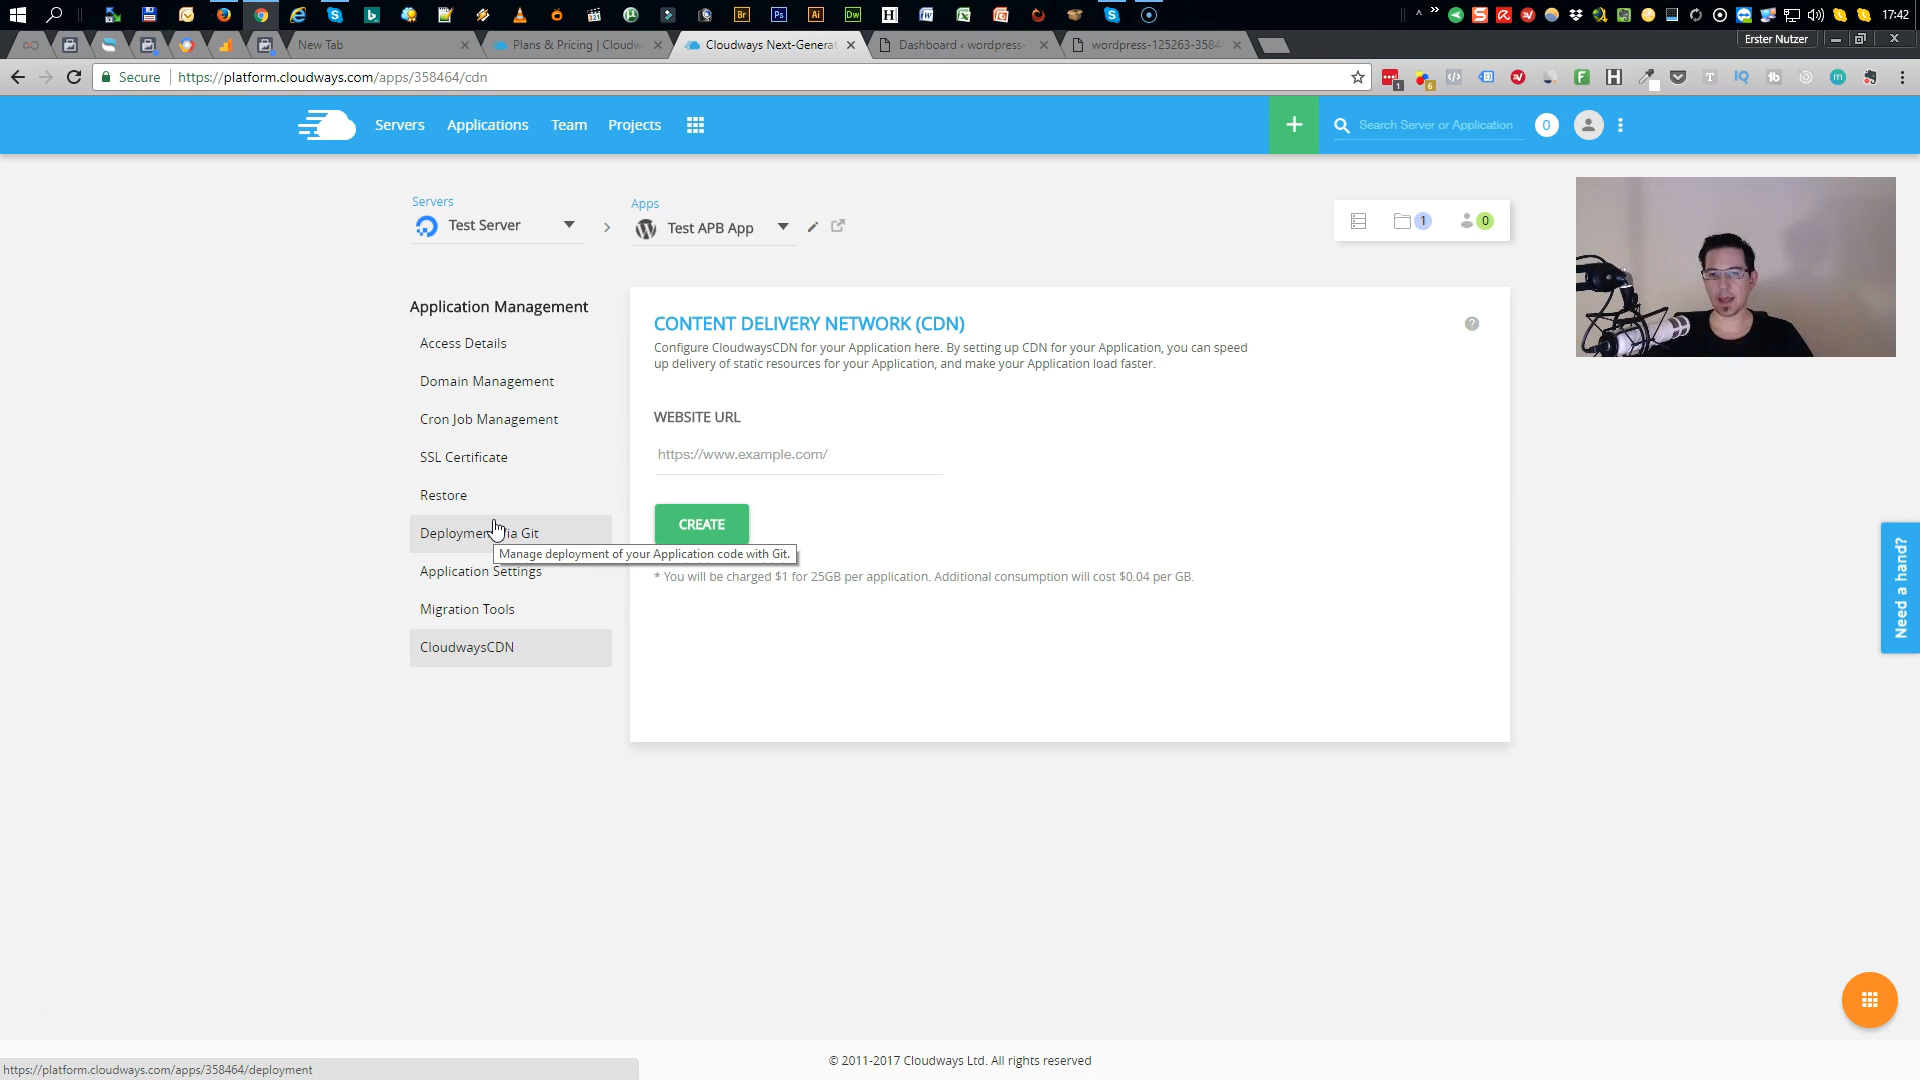 17:42
New Tab
Plans & Pricing | Cloudw
Cloudways Next-Generat
Dashboard ‹ wordpress-
wordpress-125263-3584
Erster Nutzer
Secure
https://platform.cloudways.com/apps/358464/cdn
Servers
Applications
Team
Projects
+
Search Server or Application
0
Servers
Test Server
Apps
Test APB App
1
0
Application Management
Access Details
Domain Management
Cron Job Management
SSL Certificate
Restore
Deployment Via Git
Manage deployment of your Application code with Git.
Application Settings
Migration Tools
CloudwaysCDN
CONTENT DELIVERY NETWORK (CDN)
Configure CloudwaysCDN for your Application here. By setting up CDN for your Application, you can speed
up delivery of static resources for your Application, and make your Application load faster.
WEBSITE URL
https://www.example.com/
CREATE
* You will be charged $1 for 25GB per application. Additional consumption will cost $0.04 per GB.
Need a hand?
© 2011-2017 Cloudways Ltd. All rights reserved
https://platform.cloudways.com/apps/358464/deployment